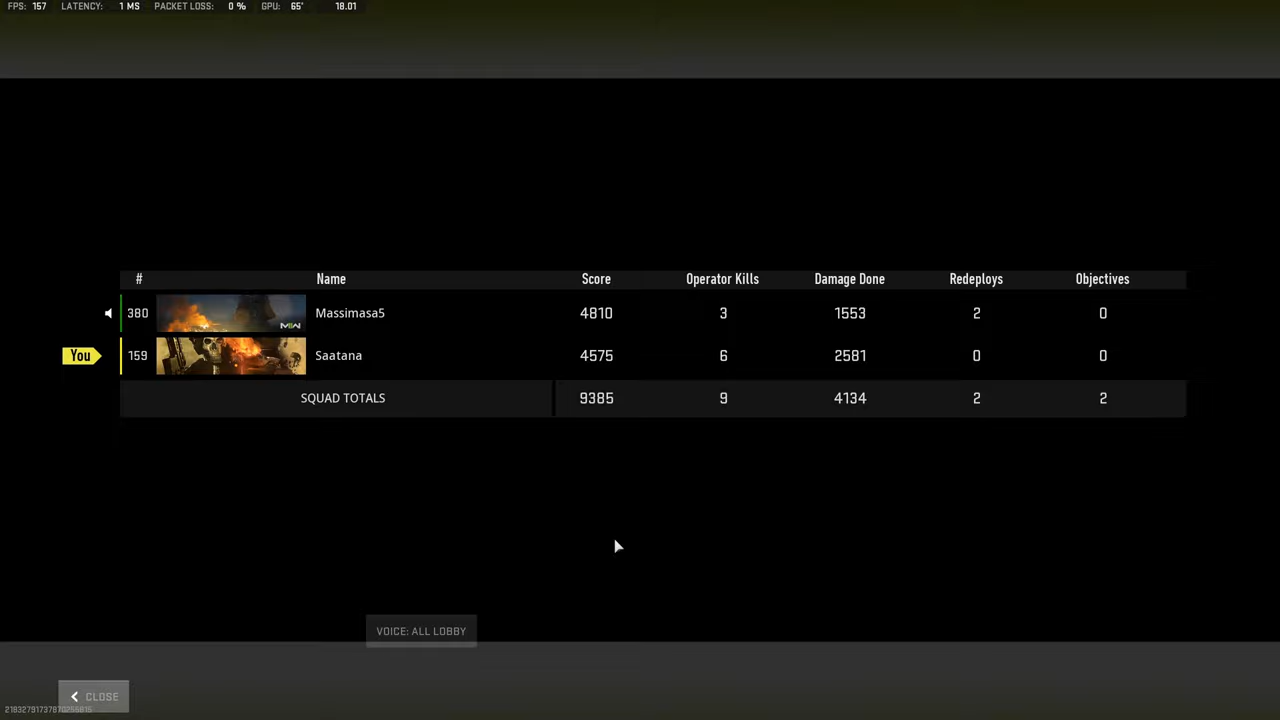 FPS: 157 LATENCY: 1 MS PACKET LOSS: 0 % GPU: 65° 18.01
# Name Score Operator Kills Damage Done Redeploys Objectives
380 Massimasa5 4810 3 1553 2 0
You 159 Saatana 4575 6 2581 0 0
SQUAD TOTALS 9385 9 4134 2 2
VOICE: ALL LOBBY
CLOSE